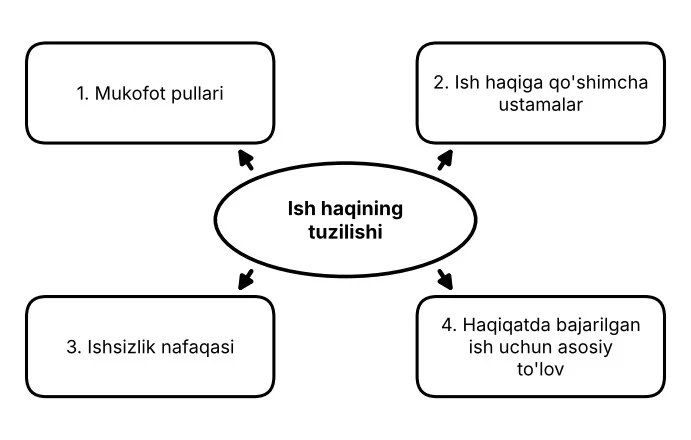 1. Mukofot pullari
2. Ish haqiga qo'shimcha
ustamalar
Ish haqining
tuzilishi
3. Ishsizlik nafaqasi
4. Haqiqatda bajarilgan
ish uchun asosiy
to'lov